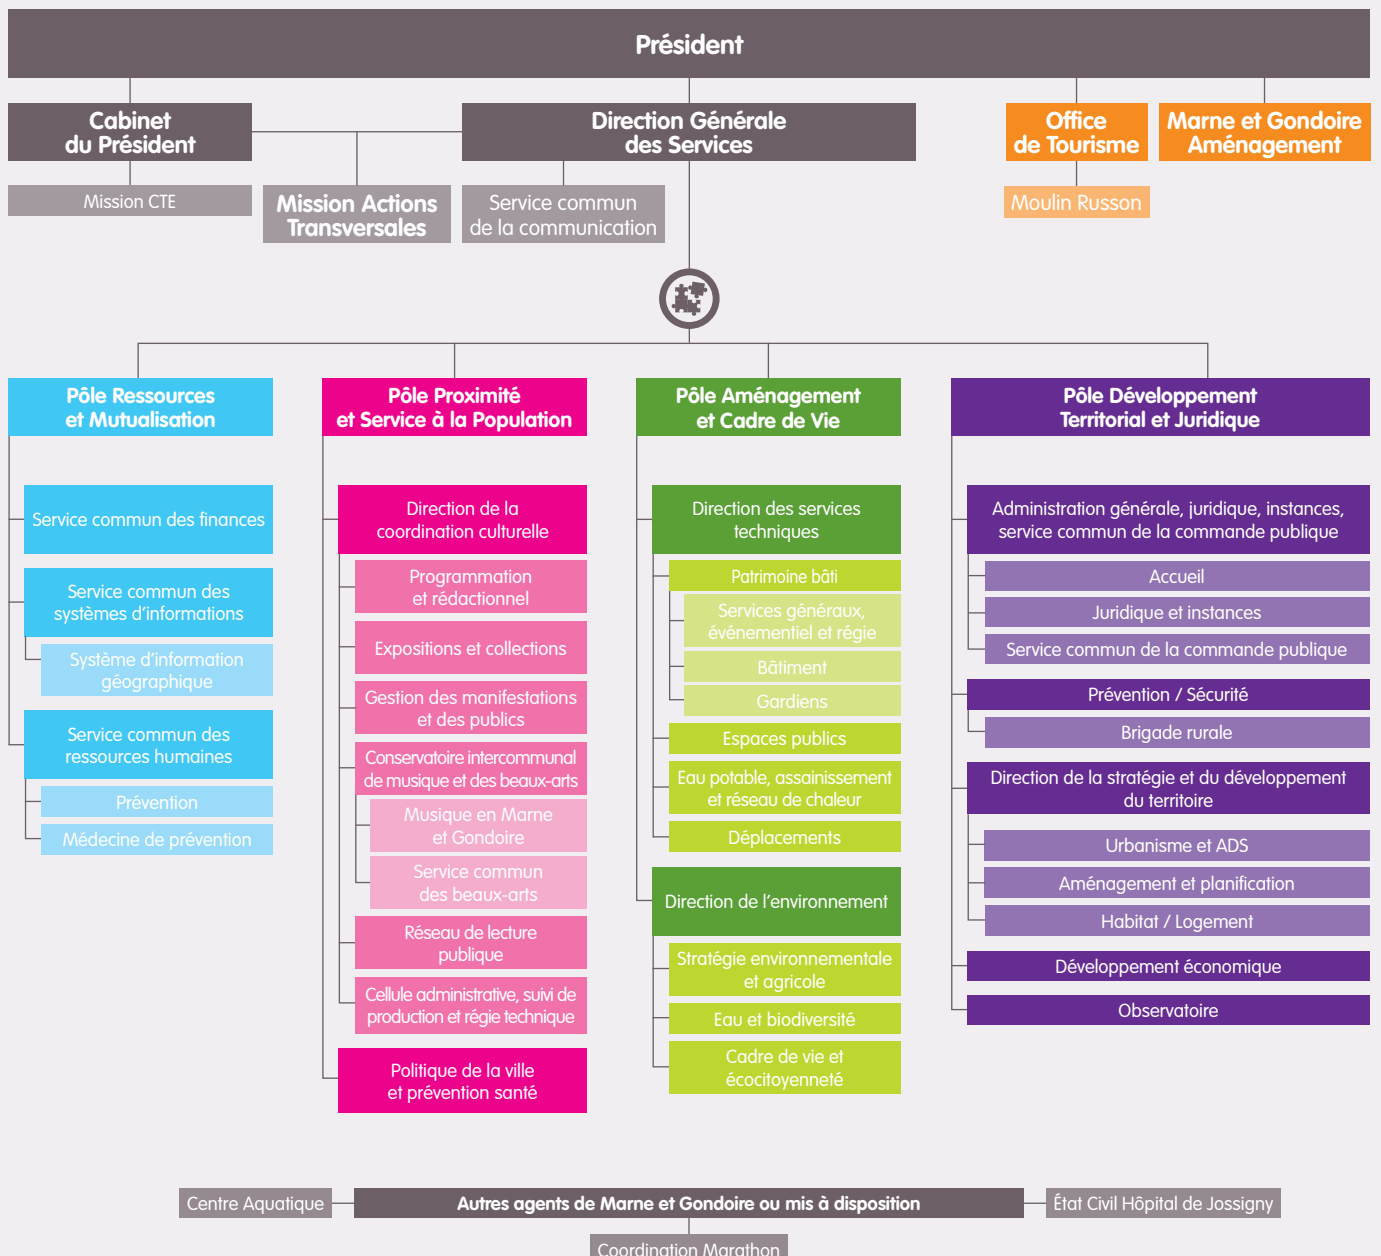 Président
Cabinet
du Président
Direction Générale
des Services
Office
de Tourisme
Marne et Gondoire
Aménagement
Mission CTE
Mission Actions
Transversales
Service commun
de la communication
Moulin Russon
Pôle Ressources
et Mutualisation
Service commun des finances
Service commun des
systèmes d'informations
Système d'information
géographique
Service commun des
ressources humaines
Prévention
Médecine de prévention
Pôle Proximité
et Service à la Population
Direction de la
coordination culturelle
Programmation
et rédactionnel
Expositions et collections
Gestion des manifestations
et des publics
Conservatoire intercommunal
de musique et des beaux-arts
Musique en Marne
et Gondoire
Service commun
des beaux-arts
Réseau de lecture
publique
Cellule administrative, suivi de
production et régie technique
Politique de la ville
et prévention santé
Pôle Aménagement
et Cadre de Vie
Direction des services
techniques
Patrimoine bâti
Services généraux,
événementiel et régie
Bâtiment
Gardiens
Espaces publics
Eau potable, assainissement
et réseau de chaleur
Déplacements
Direction de l'environnement
Stratégie environnementale
et agricole
Eau et biodiversité
Cadre de vie et
écocitoyenneté
Pôle Développement
Territorial et Juridique
Administration générale, juridique, instances,
service commun de la commande publique
Accueil
Juridique et instances
Service commun de la commande publique
Prévention / Sécurité
Brigade rurale
Direction de la stratégie et du développement
du territoire
Urbanisme et ADS
Aménagement et planification
Habitat / Logement
Développement économique
Observatoire
Centre Aquatique
Autres agents de Marne et Gondoire ou mis à disposition
État Civil Hôpital de Jossigny
Coordination Marathon